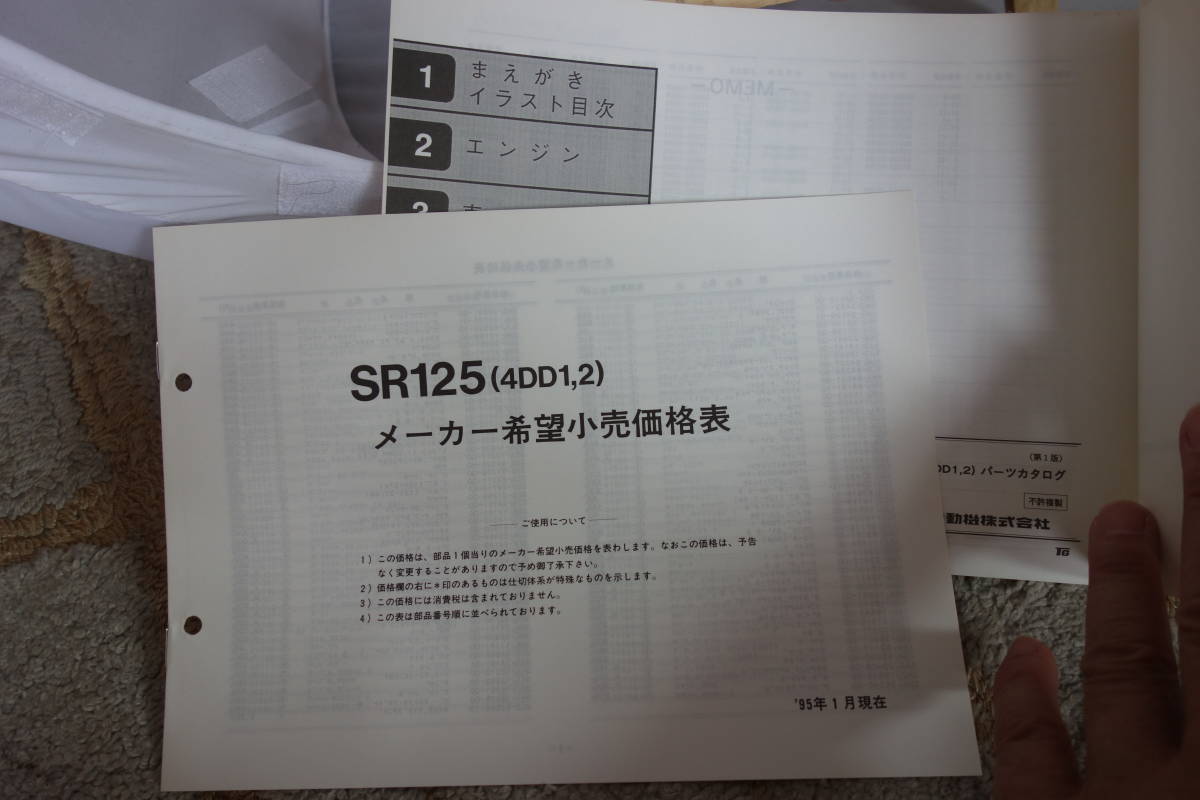 1 まえがき
イラスト目次
2 エンジン
3
SR125(4DD1,2)
メーカー希望小売価格表
ご使用について
1) この価格は、部品1個当りのメーカー希望小売価格を表わします。なおこの価格は、予告
なく変更することがありますので予め御了承下さい。
2) 価格欄の右に＊印のあるものは仕切体系が特殊なものを示します。
3) この価格には消費税は含まれておりません。
4) この表は部品番号順に並べられております。
'95年1月現在
(第1版)
DD1,2) パーツカタログ
不許複製
動機株式会社